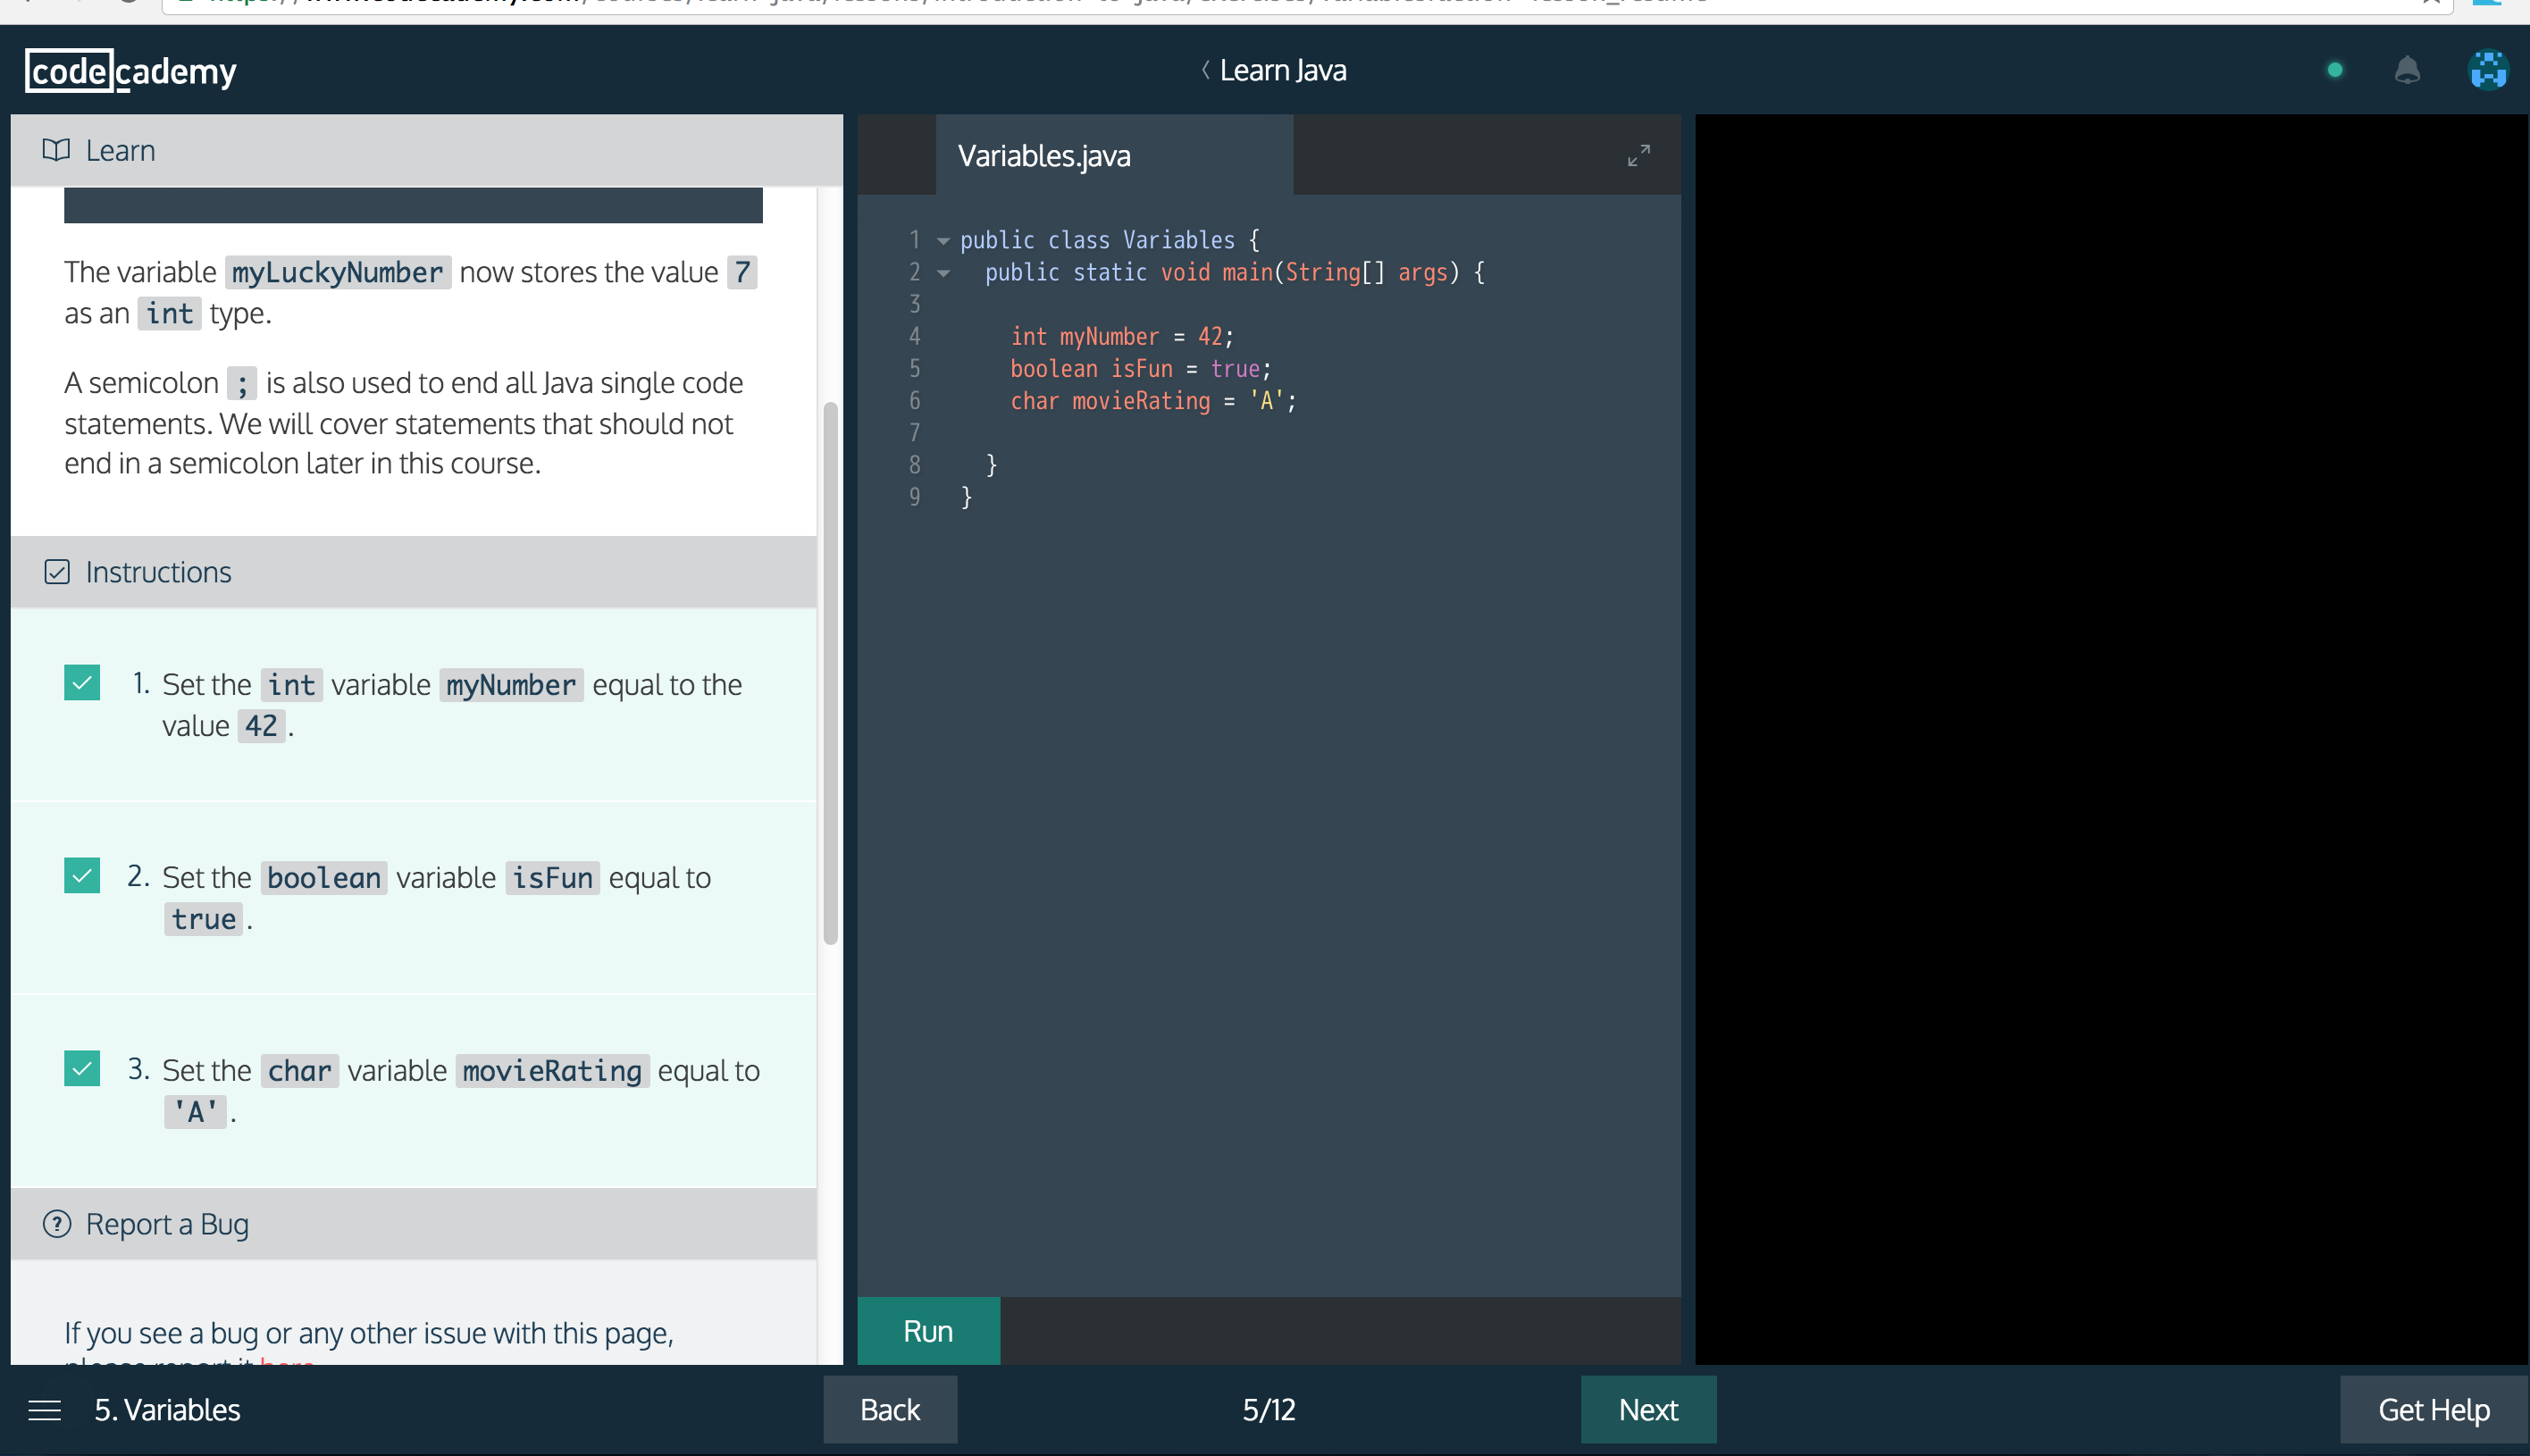 codecademy
Learn Java
Learn
Variables.java
The variable myLuckyNumber now stores the value 7
as an int type.
A semicolon ; is also used to end all Java single code
statements. We will cover statements that should not
end in a semicolon later in this course.
Instructions
1. Set the int variable myNumber equal to the
value 42 .
2. Set the boolean variable isFun equal to
true .
3. Set the char variable movieRating equal to
'A' .
Report a Bug
If you see a bug or any other issue with this page,
please report it here
1 public class Variables {
2 public static void main(String[] args) {
3
4 int myNumber = 42;
5 boolean isFun = true;
6 char movieRating = 'A';
7
8 }
9 }
Run
5. Variables
Back
5/12
Next
Get Help